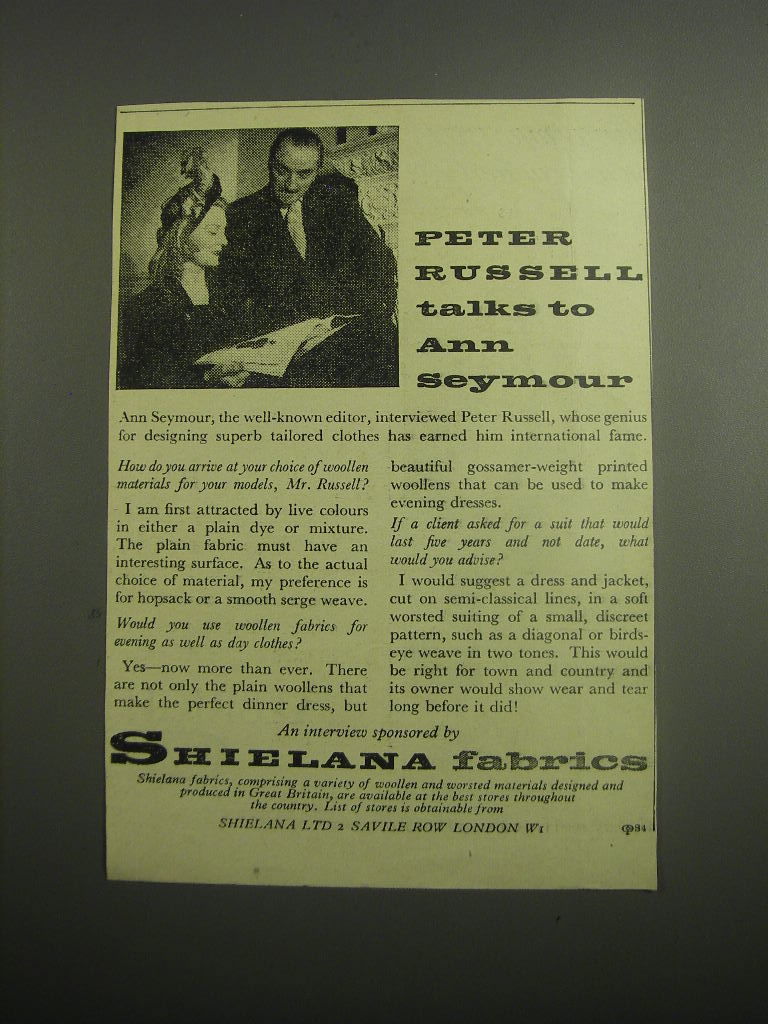 PETER
RUSSELL
talks to
Ann
Seymour
Ann Seymour, the well-known editor, interviewed Peter Russell, whose genius
for designing superb tailored clothes has earned him international fame.
How do you arrive at your choice of woollen
materials for your models, Mr. Russell?
I am first attracted by live colours
in either a plain dye or mixture.
The plain fabric must have an
interesting surface. As to the actual
choice of material, my preference is
for hopsack or a smooth serge weave.
Would you use woollen fabrics for
evening as well as day clothes?
Yes—now more than ever. There
are not only the plain woollens that
make the perfect dinner dress, but
beautiful gossamer-weight printed
woollens that can be used to make
evening dresses.
If a client asked for a suit that would
last five years and not date, what
would you advise?
I would suggest a dress and jacket,
cut on semi-classical lines, in a soft
worsted suiting of a small, discreet
pattern, such as a diagonal or birds-
eye weave in two tones. This would
be right for town and country and
its owner would show wear and tear
long before it did!
An interview sponsored by
SHIELANA fabrics
Shielana fabrics, comprising a variety of woollen and worsted materials designed and
produced in Great Britain, are available at the best stores throughout
the country. List of stores is obtainable from
SHIELANA LTD 2 SAVILE ROW LONDON W1
84